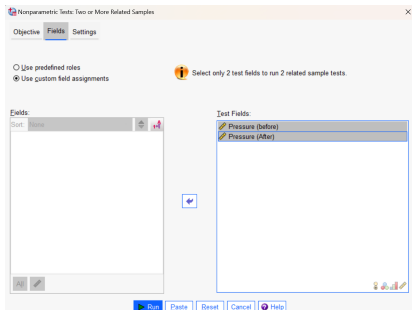 Nonparametric Tests: Two or More Related Samples
Objective Fields Settings
Use predefined roles
Use custom field assignments
Select only 2 test fields to run 2 related sample tests.
Fields:
Sort: None
Test Fields:
Pressure (before)
Pressure (After)
All
Run Paste Reset Cancel Help